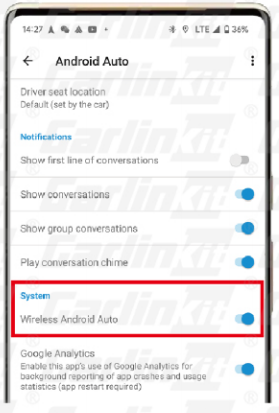 14:27 LTE 36%
Android Auto
Driver seat location
Default (set by the car)
Notifications
Show first line of conversations
Show conversations
Show group conversations
Play conversation chime
System
Wireless Android Auto
Google Analytics
Enable this app's use of Google Analytics for
background reporting of app crashes and usage
statistics (app restart required)
Carlinkit